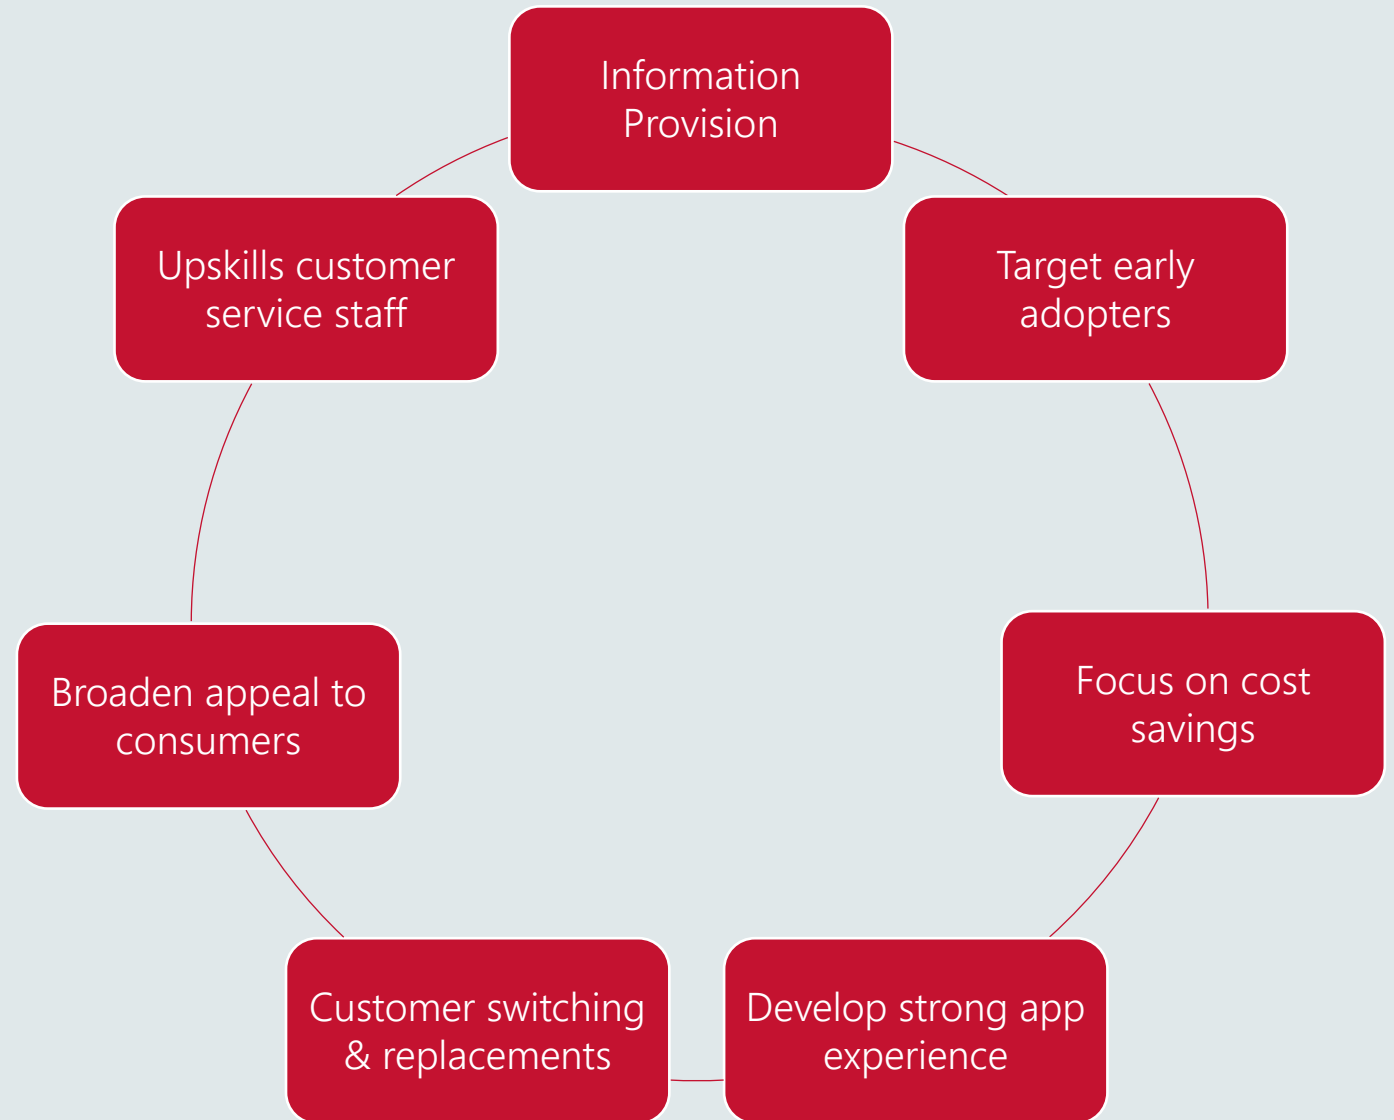 Information
Provision
Target early
adopters
Focus on cost
savings
Develop strong app
experience
Customer switching
& replacements
Broaden appeal to
consumers
Upskills customer
service staff